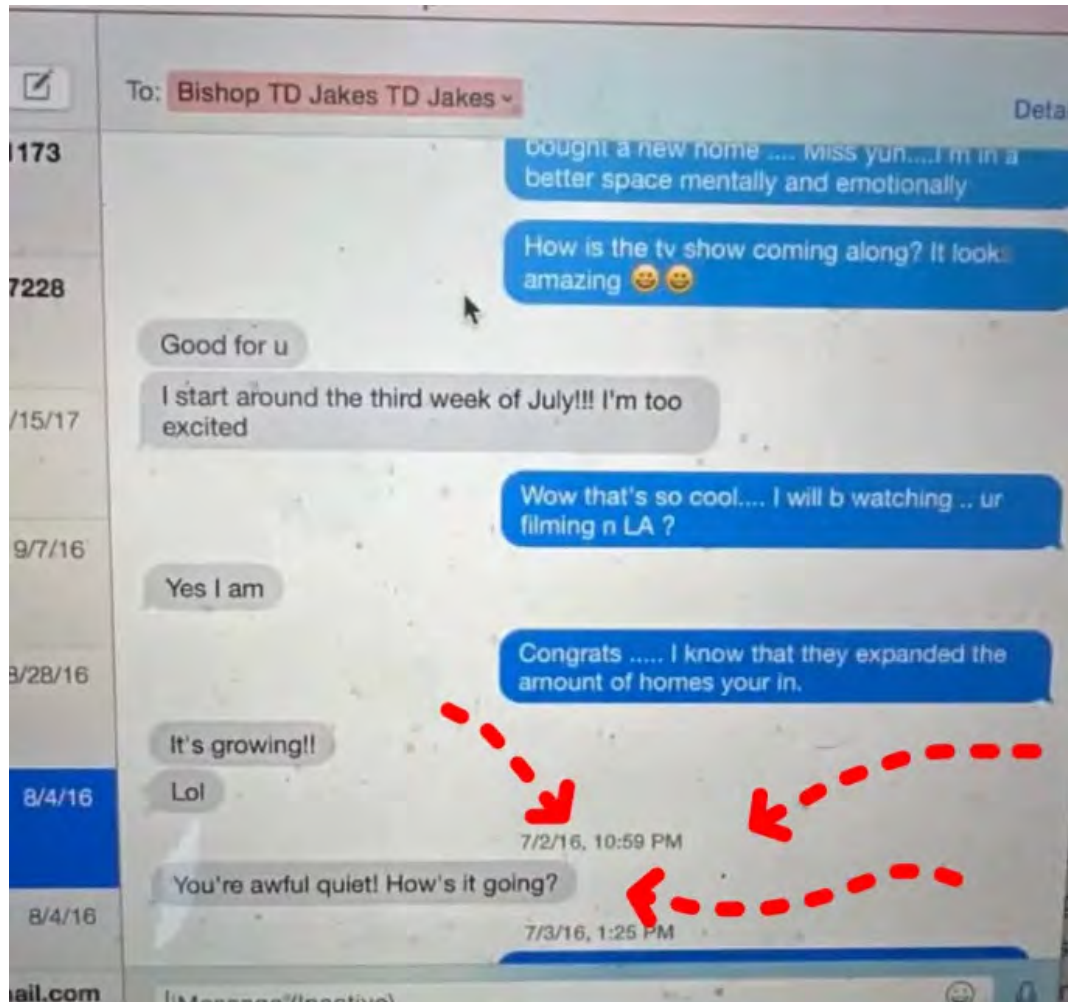 To: Bishop TD Jakes TD Jakes
Deta
1173
bought a new home .... Miss yuh....I'm in a
better space mentally and emotionally
How is the tv show coming along? It looks
amazing 😀😀
7228
Good for u
I start around the third week of July!!! I'm too
excited
/15/17
Wow that's so cool.... I will b watching .. ur
filming n LA ?
9/7/16
Yes I am
Congrats ..... I know that they expanded the
amount of homes your in.
8/28/16
It's growing!!
Lol
8/4/16
7/2/16, 10:59 PM
You're awful quiet! How's it going?
8/4/16
7/3/16, 1:25 PM
ail.com